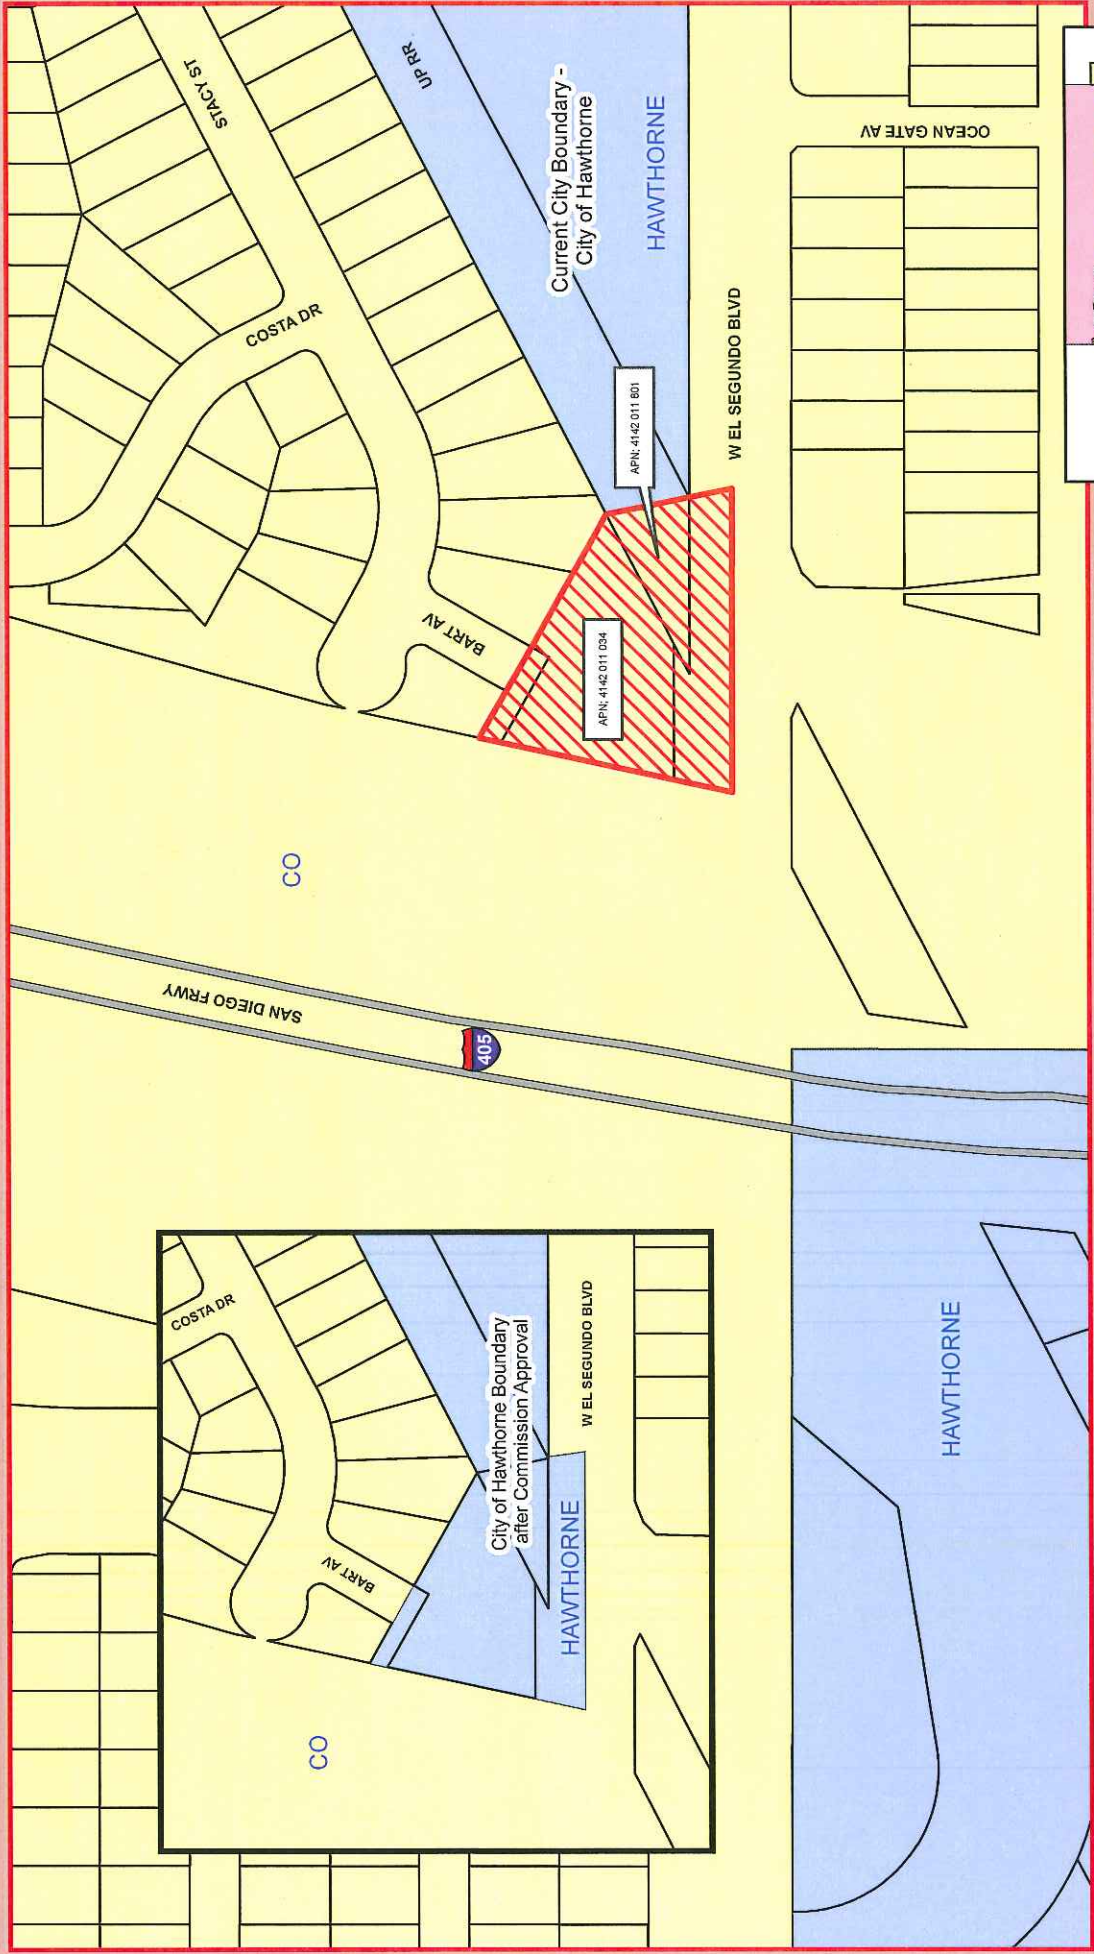 STACY ST
UP RR
COSTA DR
Current City Boundary -
City of Hawthorne
HAWTHORNE
OCEAN GATE AV
W EL SEGUNDO BLVD
APN: 4142 011 801
APN: 4142 011 034
BART AV
CO
SAN DIEGO FRWY
405
COSTA DR
BART AV
City of Hawthorne Boundary
after Commission Approval
W EL SEGUNDO BLVD
HAWTHORNE
CO
HAWTHORNE